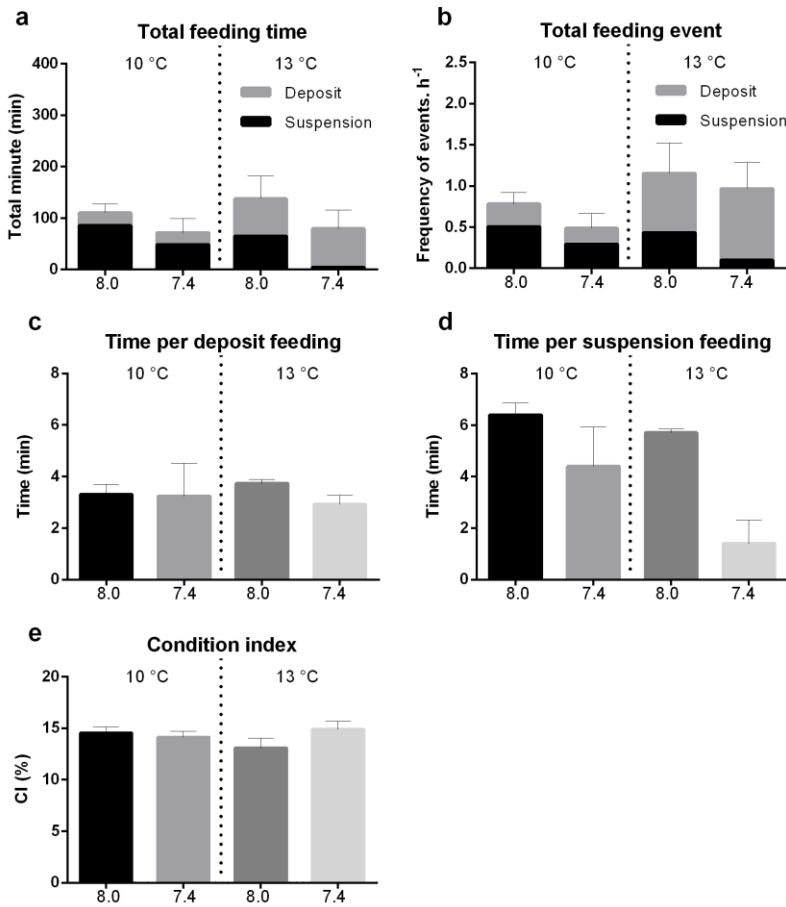 a
Total feeding time
Total minute (min)
400
300
200
100
0
10 °C
13 °C
Deposit
Suspension
8.0
7.4
8.0
7.4
b
Total feeding event
Frequency of events. h⁻¹
2.5
2.0
1.5
1.0
0.5
0.0
10 °C
13 °C
Deposit
Suspension
8.0
7.4
8.0
7.4
c
Time per deposit feeding
Time (min)
8
6
4
2
0
10 °C
13 °C
8.0
7.4
8.0
7.4
d
Time per suspension feeding
Time (min)
8
6
4
2
0
10 °C
13 °C
8.0
7.4
8.0
7.4
e
Condition index
CI (%)
20
15
10
5
0
10 °C
13 °C
8.0
7.4
8.0
7.4